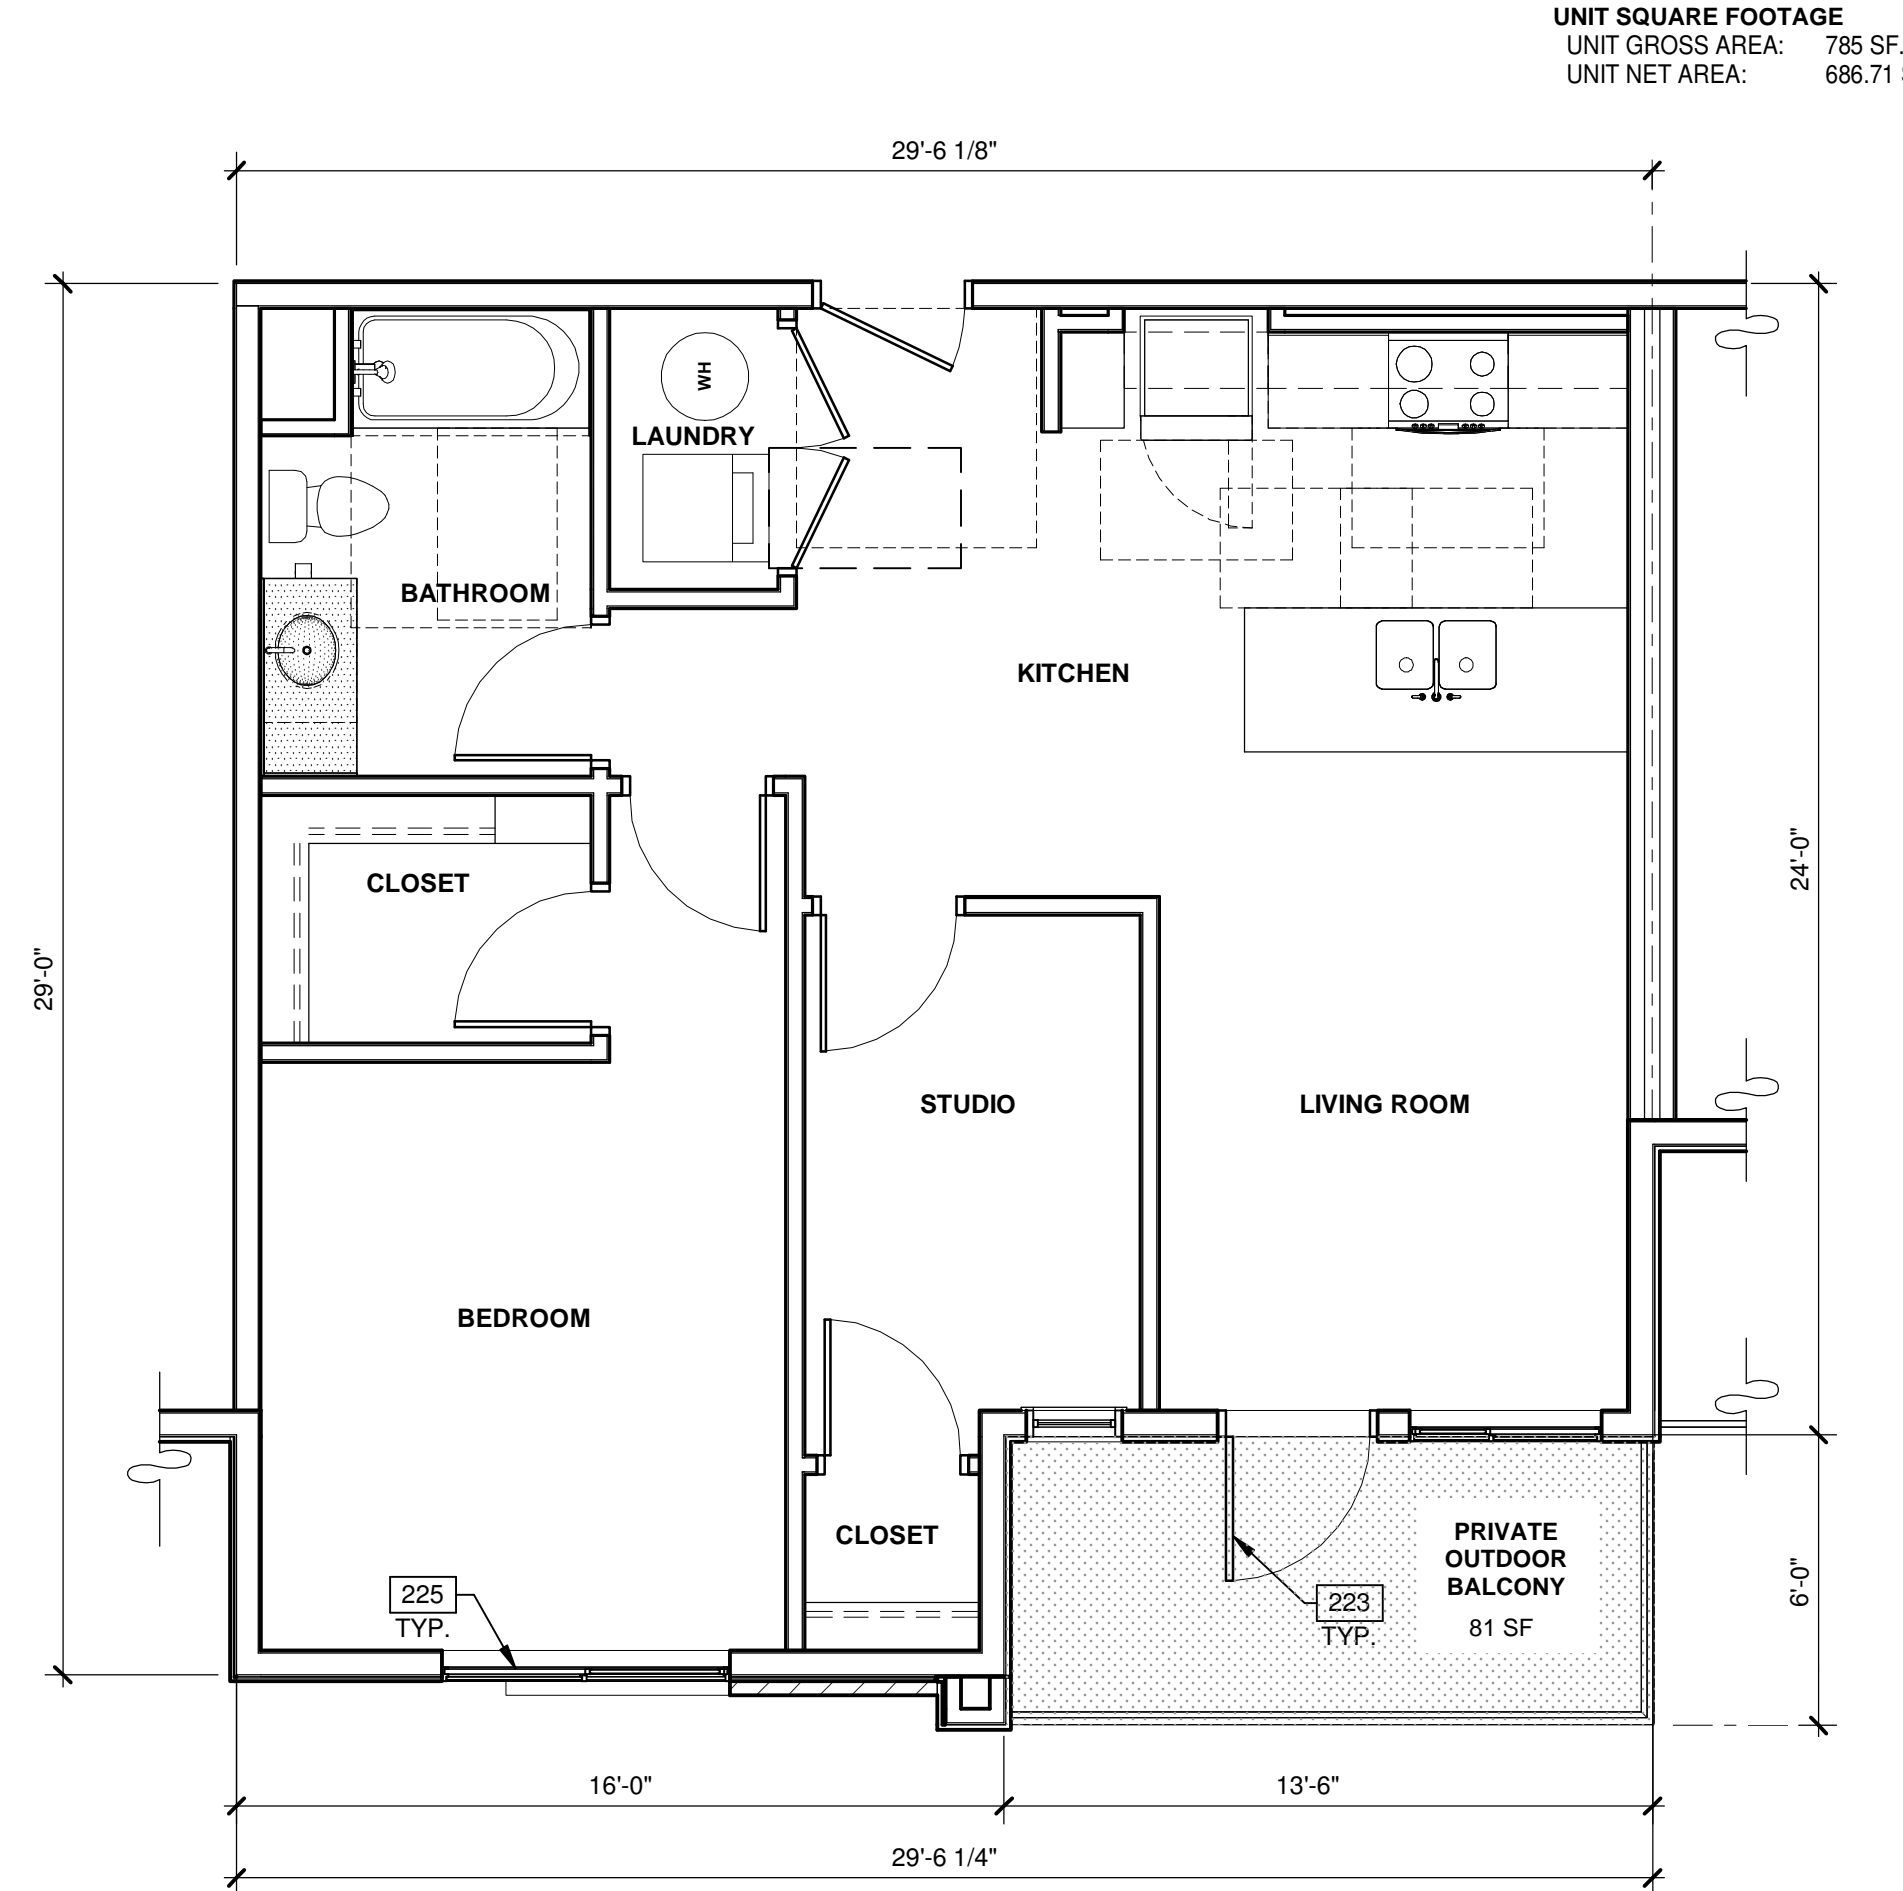 UNIT SQUARE FOOTAGE
UNIT GROSS AREA: 785 SF.
UNIT NET AREA: 686.71
29'-6 1/8"
WH
LAUNDRY
BATHROOM
KITCHEN
24'-0"
CLOSET
29'-0"
STUDIO
LIVING ROOM
BEDROOM
CLOSET
PRIVATE
OUTDOOR
BALCONY
81 SF
6'-0"
225
TYP.
223
TYP.
16'-0"
13'-6"
29'-6 1/4"